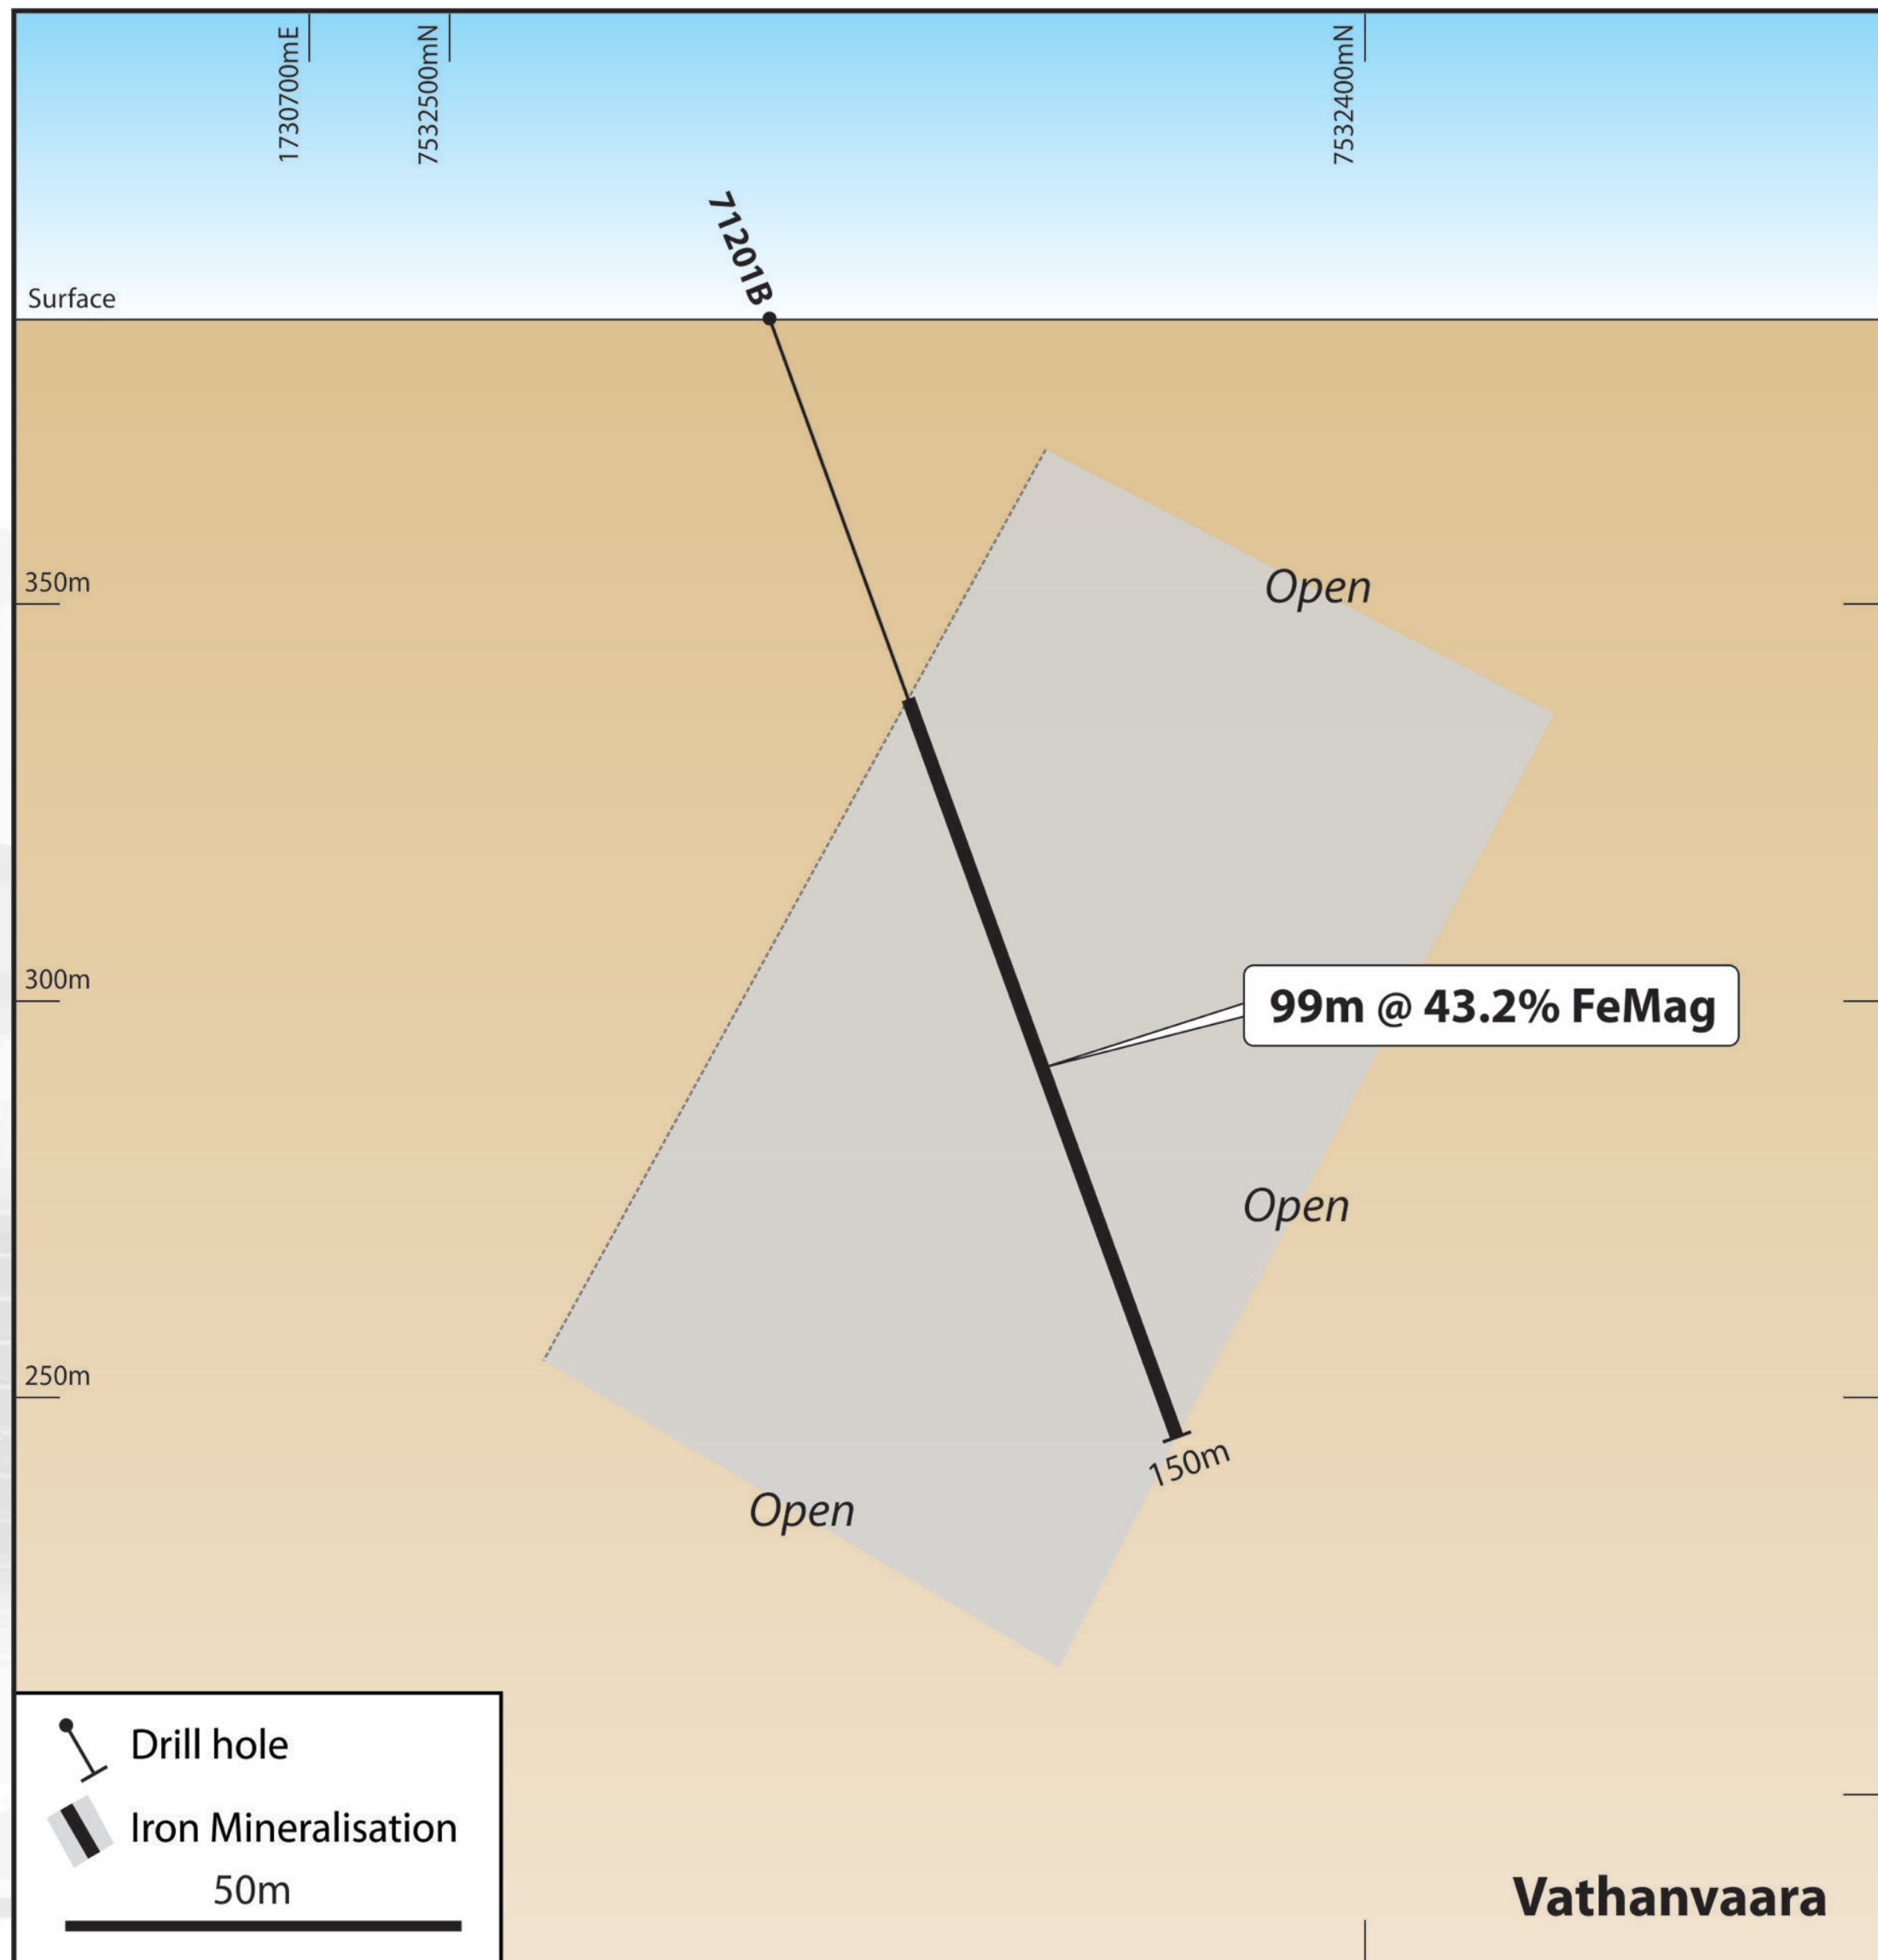 1730700mE
7532500mN
7532400mN
71201B
Surface
350m
Open
300m
99m @ 43.2% FeMag
Open
250m
150m
Open
Drill hole
Iron Mineralisation
50m
Vathanvaara